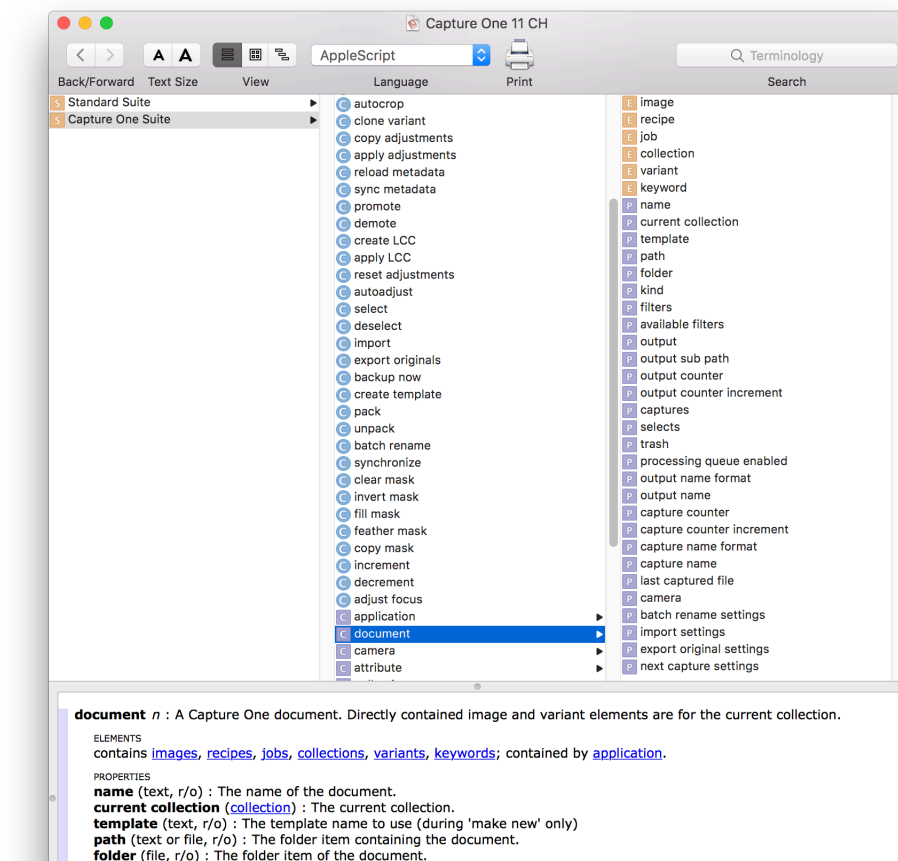 Capture One 11 CH
AppleScript
Terminology
Back/Forward Text Size View Language Print Search
Standard Suite
Capture One Suite
autocrop
clone variant
copy adjustments
apply adjustments
reload metadata
sync metadata
promote
demote
create LCC
apply LCC
reset adjustments
autoadjust
select
deselect
import
export originals
backup now
create template
pack
unpack
batch rename
synchronize
clear mask
invert mask
fill mask
feather mask
copy mask
increment
decrement
adjust focus
application
document
camera
attribute
image
recipe
job
collection
variant
keyword
name
current collection
template
path
folder
kind
filters
available filters
output
output sub path
output counter
output counter increment
captures
selects
trash
processing queue enabled
output name format
output name
capture counter
capture counter increment
capture name format
capture name
last captured file
camera
batch rename settings
import settings
export original settings
next capture settings
document n : A Capture One document. Directly contained image and variant elements are for the current collection.
ELEMENTS
contains images, recipes, jobs, collections, variants, keywords; contained by application.
PROPERTIES
name (text, r/o) : The name of the document.
current collection (collection) : The current collection.
template (text, r/o) : The template name to use (during 'make new' only)
path (text or file, r/o) : The folder item containing the document.
folder (file, r/o) : The folder item of the document.